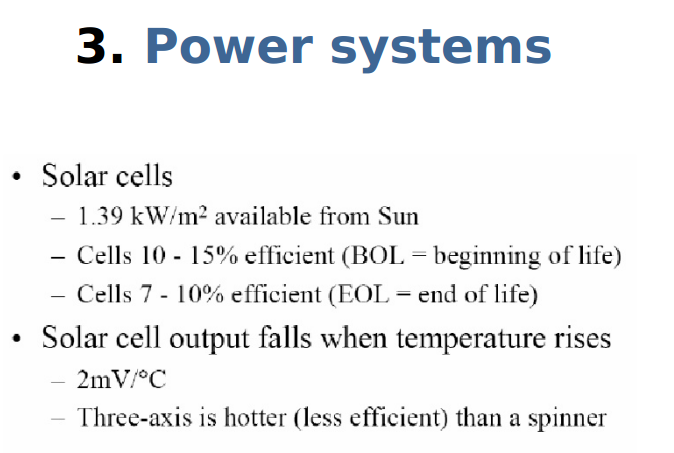 3. Power systems
• Solar cells
– 1.39 kW/m² available from Sun
– Cells 10 - 15% efficient (BOL = beginning of life)
– Cells 7 - 10% efficient (EOL = end of life)
• Solar cell output falls when temperature rises
– 2mV/°C
– Three-axis is hotter (less efficient) than a spinner